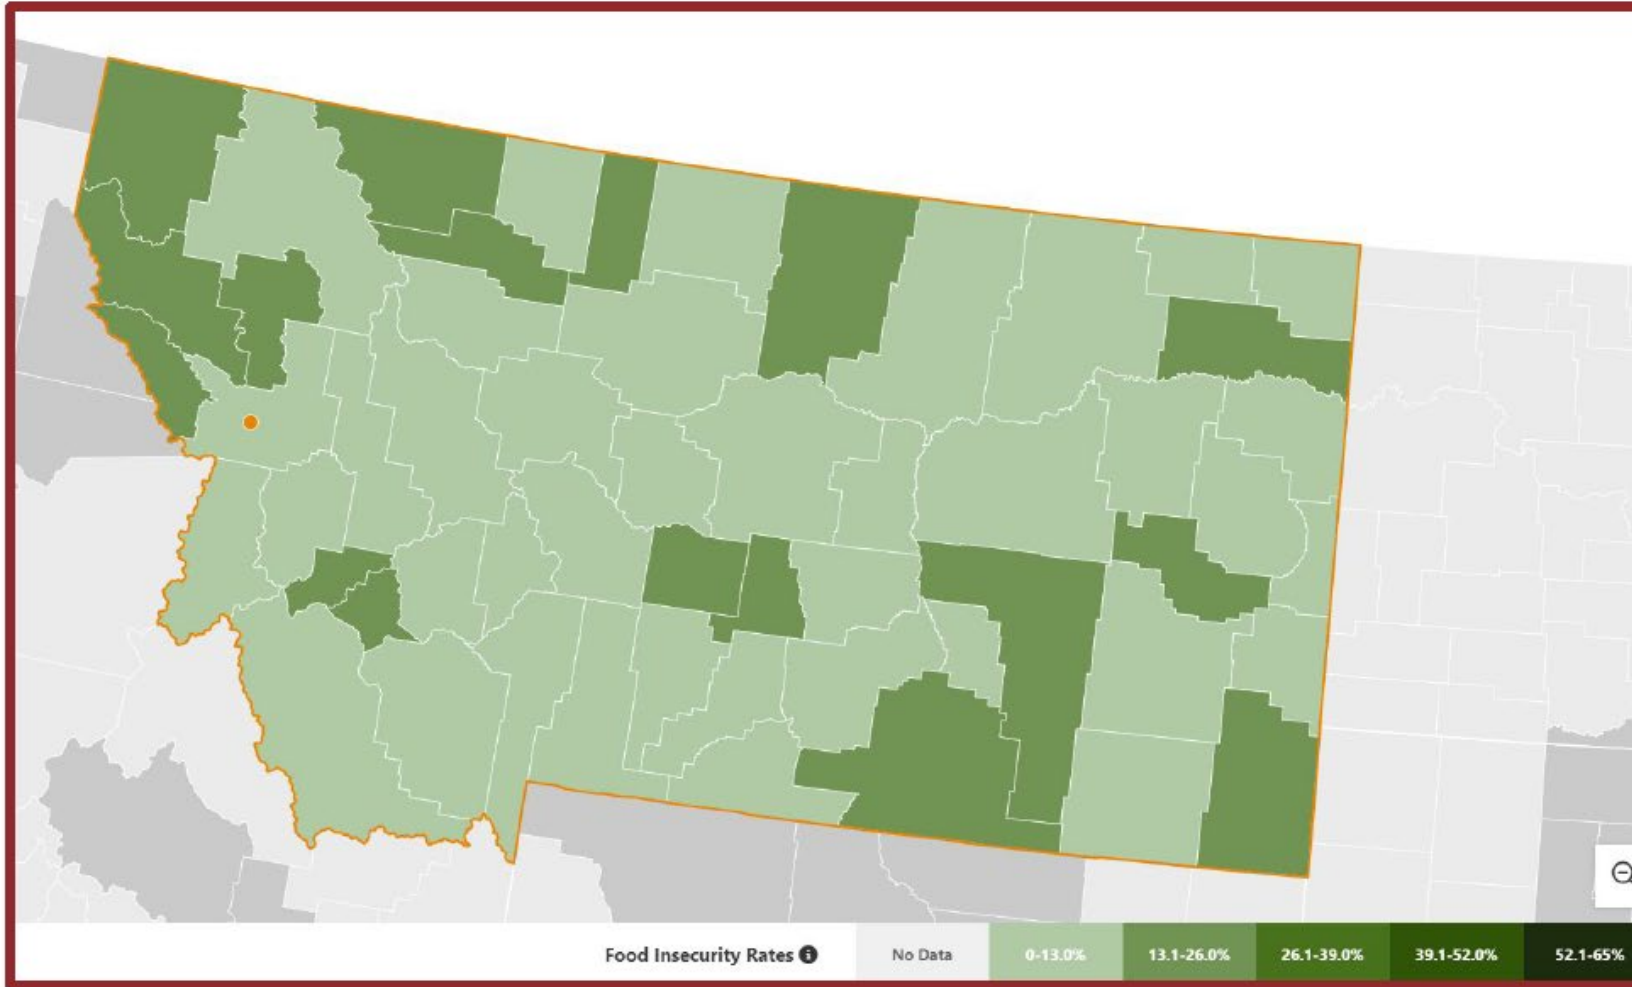 Food Insecurity Rates
No Data
0-13.0%
13.1-26.0%
26.1-39.0%
39.1-52.0%
52.1-65%